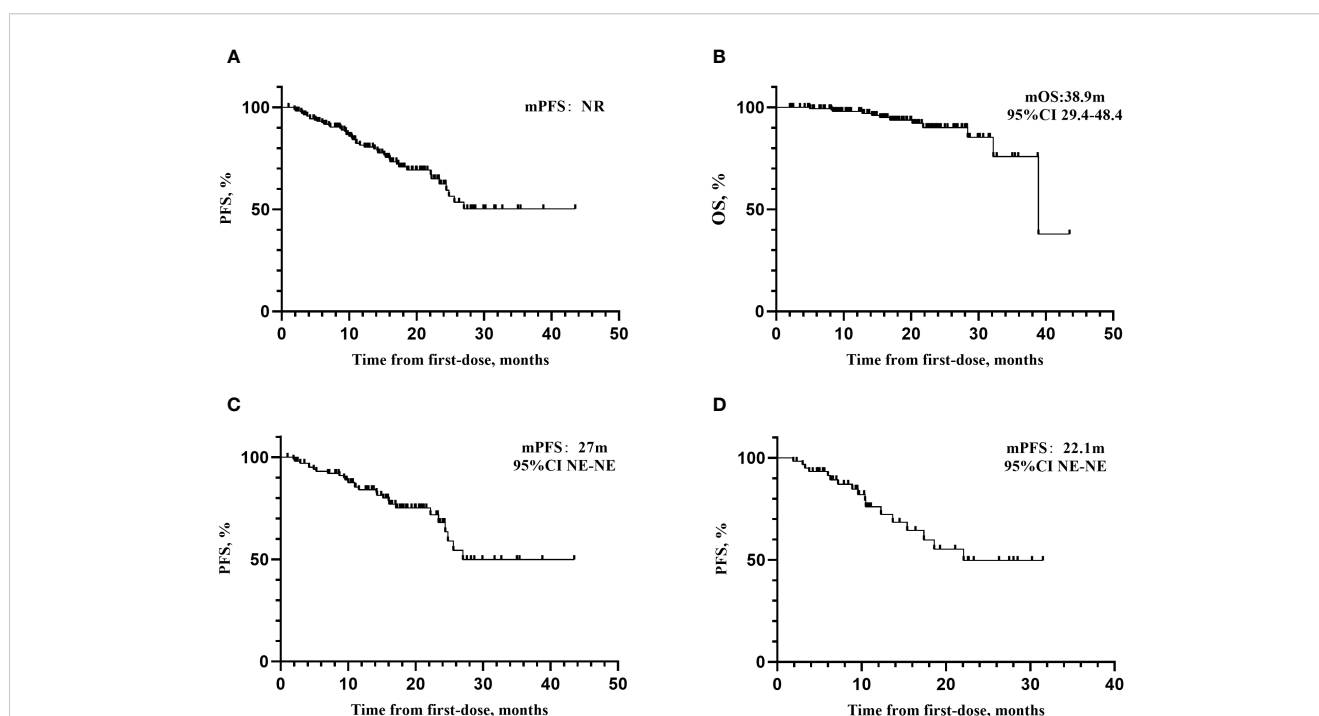 A
mPFS: NR
PFS, %
100
50
0
0 10 20 30 40 50
Time from first-dose, months
B
mOS:38.9m
95%CI 29.4-48.4
OS, %
100
50
0
0 10 20 30 40 50
Time from first-dose, months
C
mPFS: 27m
95%CI NE-NE
PFS, %
100
50
0
0 10 20 30 40 50
Time from first-dose, months
D
mPFS: 22.1m
95%CI NE-NE
PFS, %
100
50
0
0 10 20 30 40
Time from first-dose, months